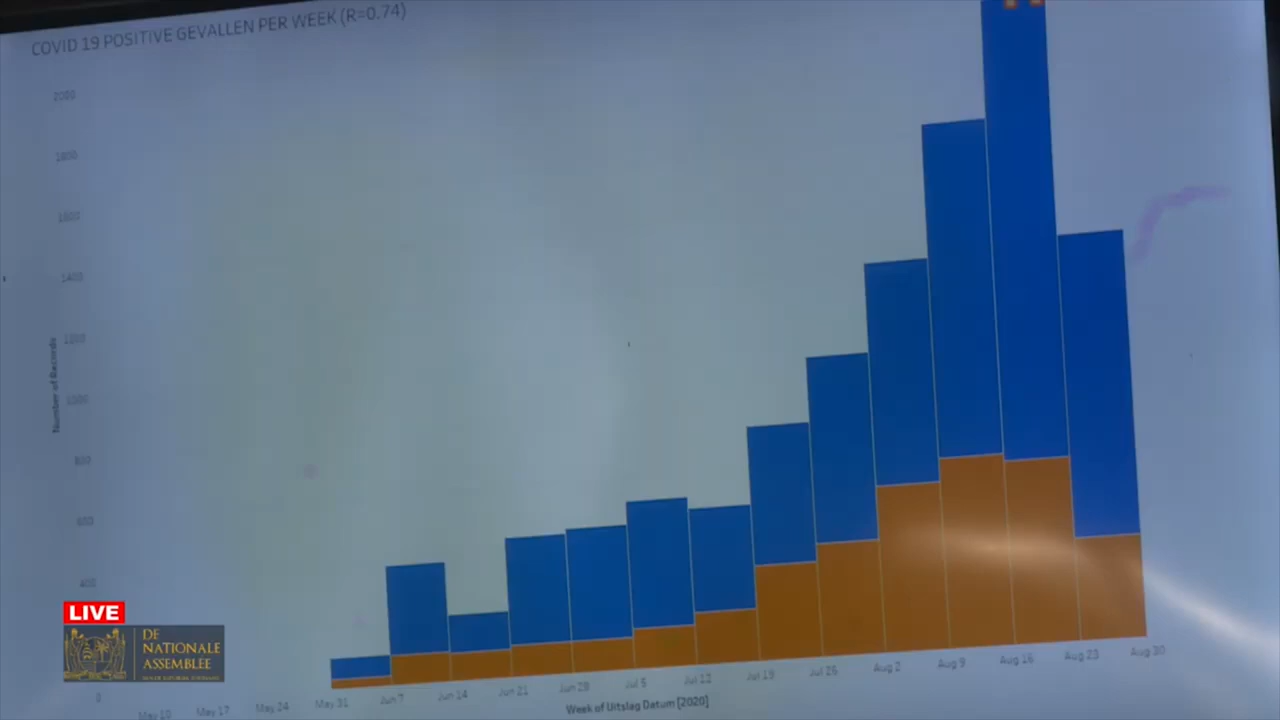 COVID 19 POSITIVE GEVALLEN PER WEEK (R=0.74)
2000
1800
1600
1400
1200
1000
800
600
400
0
Number of Records
May 10
May 17
May 24
May 31
Jun 7
Jun 14
Jun 21
Jun 28
Jul 5
Jul 12
Jul 19
Jul 26
Aug 2
Aug 9
Aug 16
Aug 23
Aug 30
Week of Uitslag Datum [2020]
LIVE
DE
NATIONALE
ASSEMBLÉE